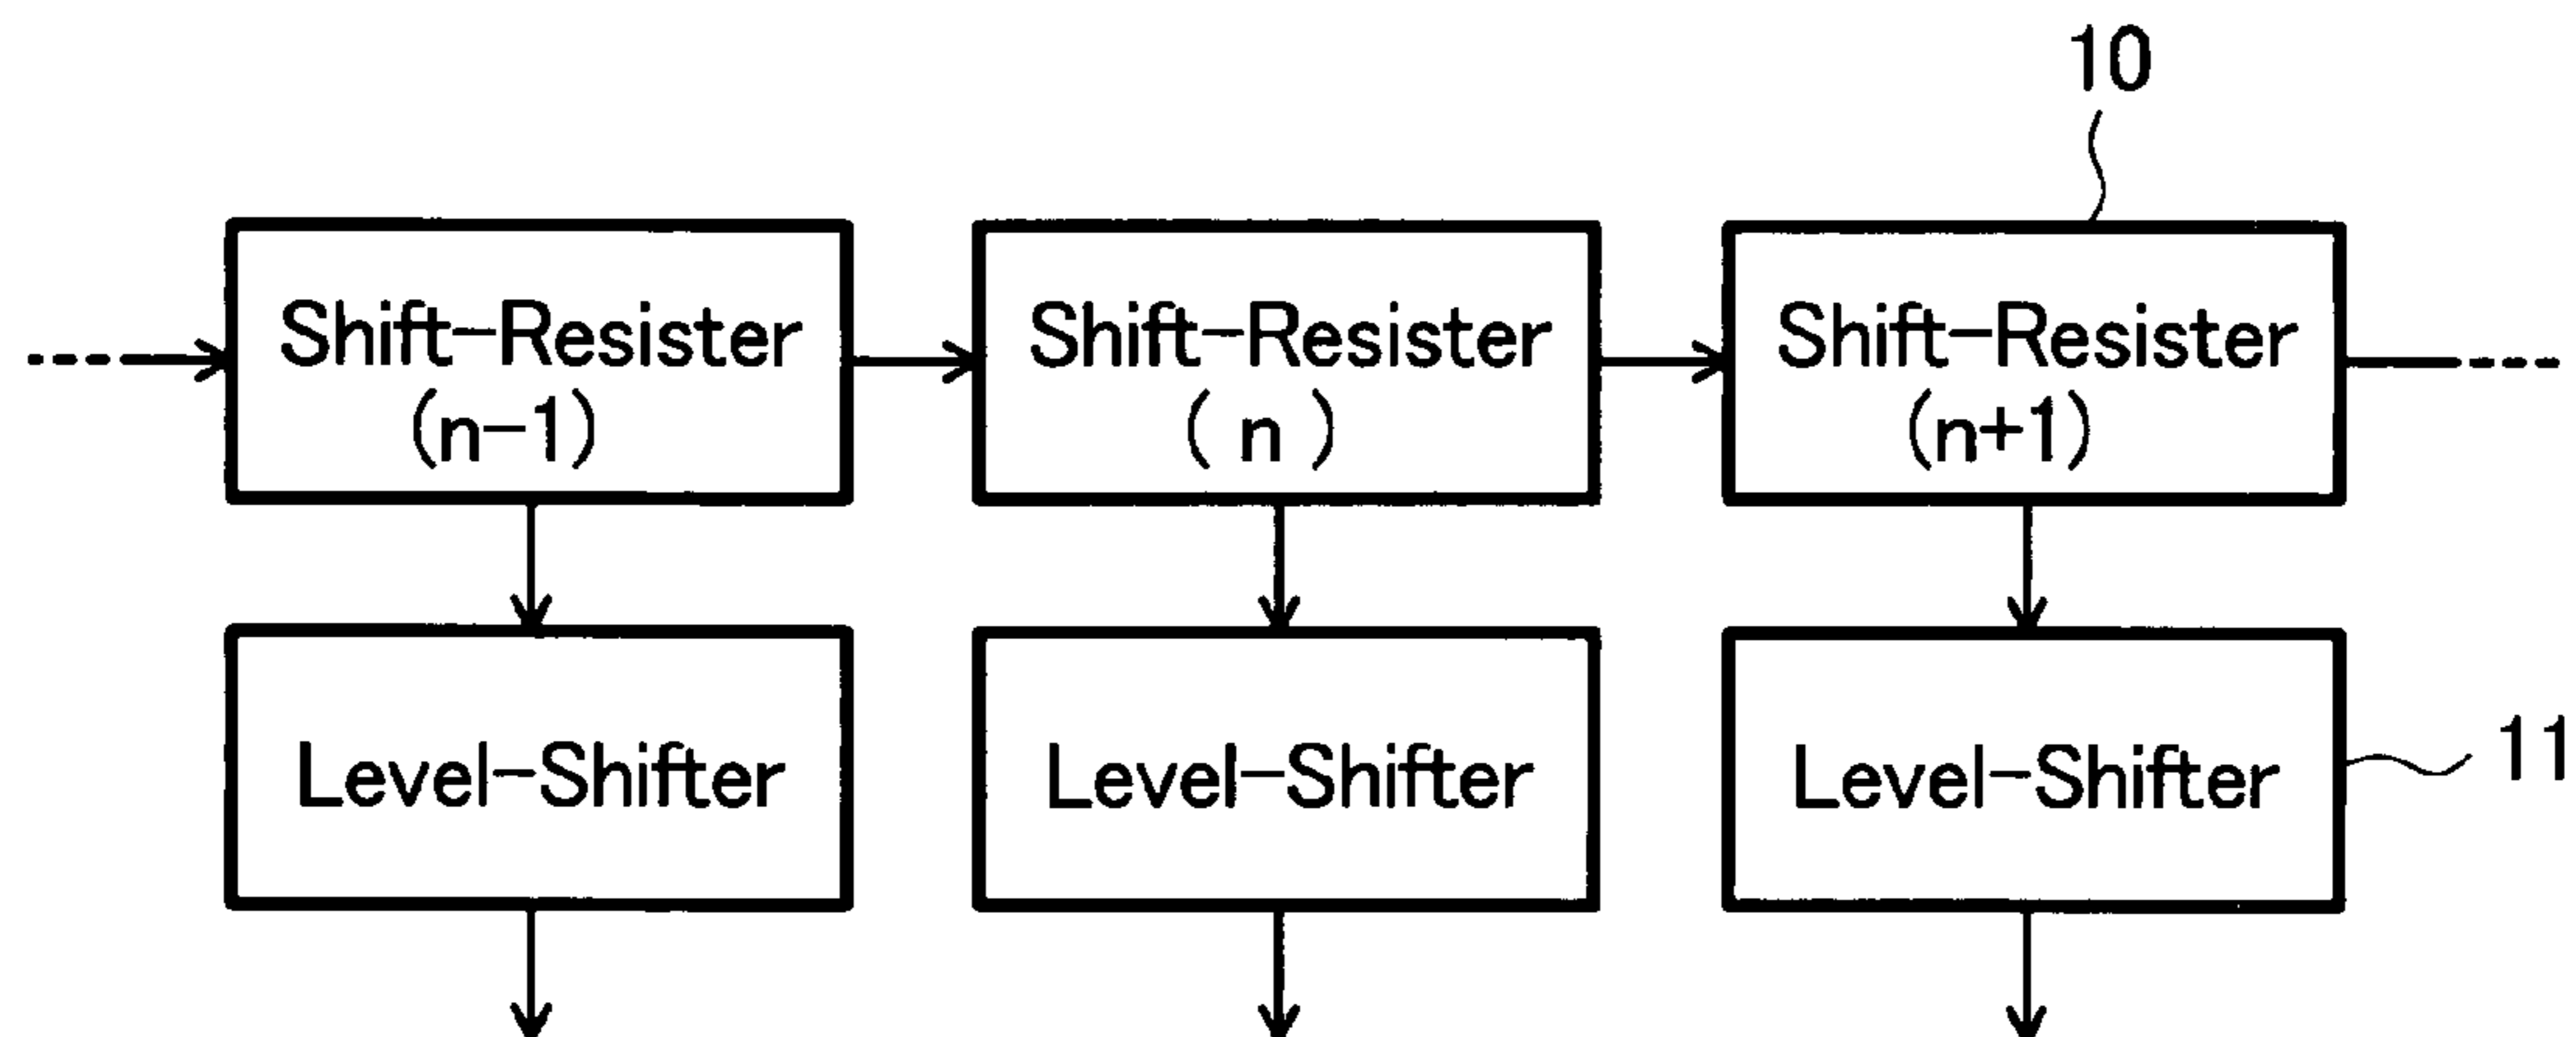 10
Shift-Resister
(n-1)
Shift-Resister
( n )
Shift-Resister
(n+1)
Level-Shifter
Level-Shifter
Level-Shifter
11